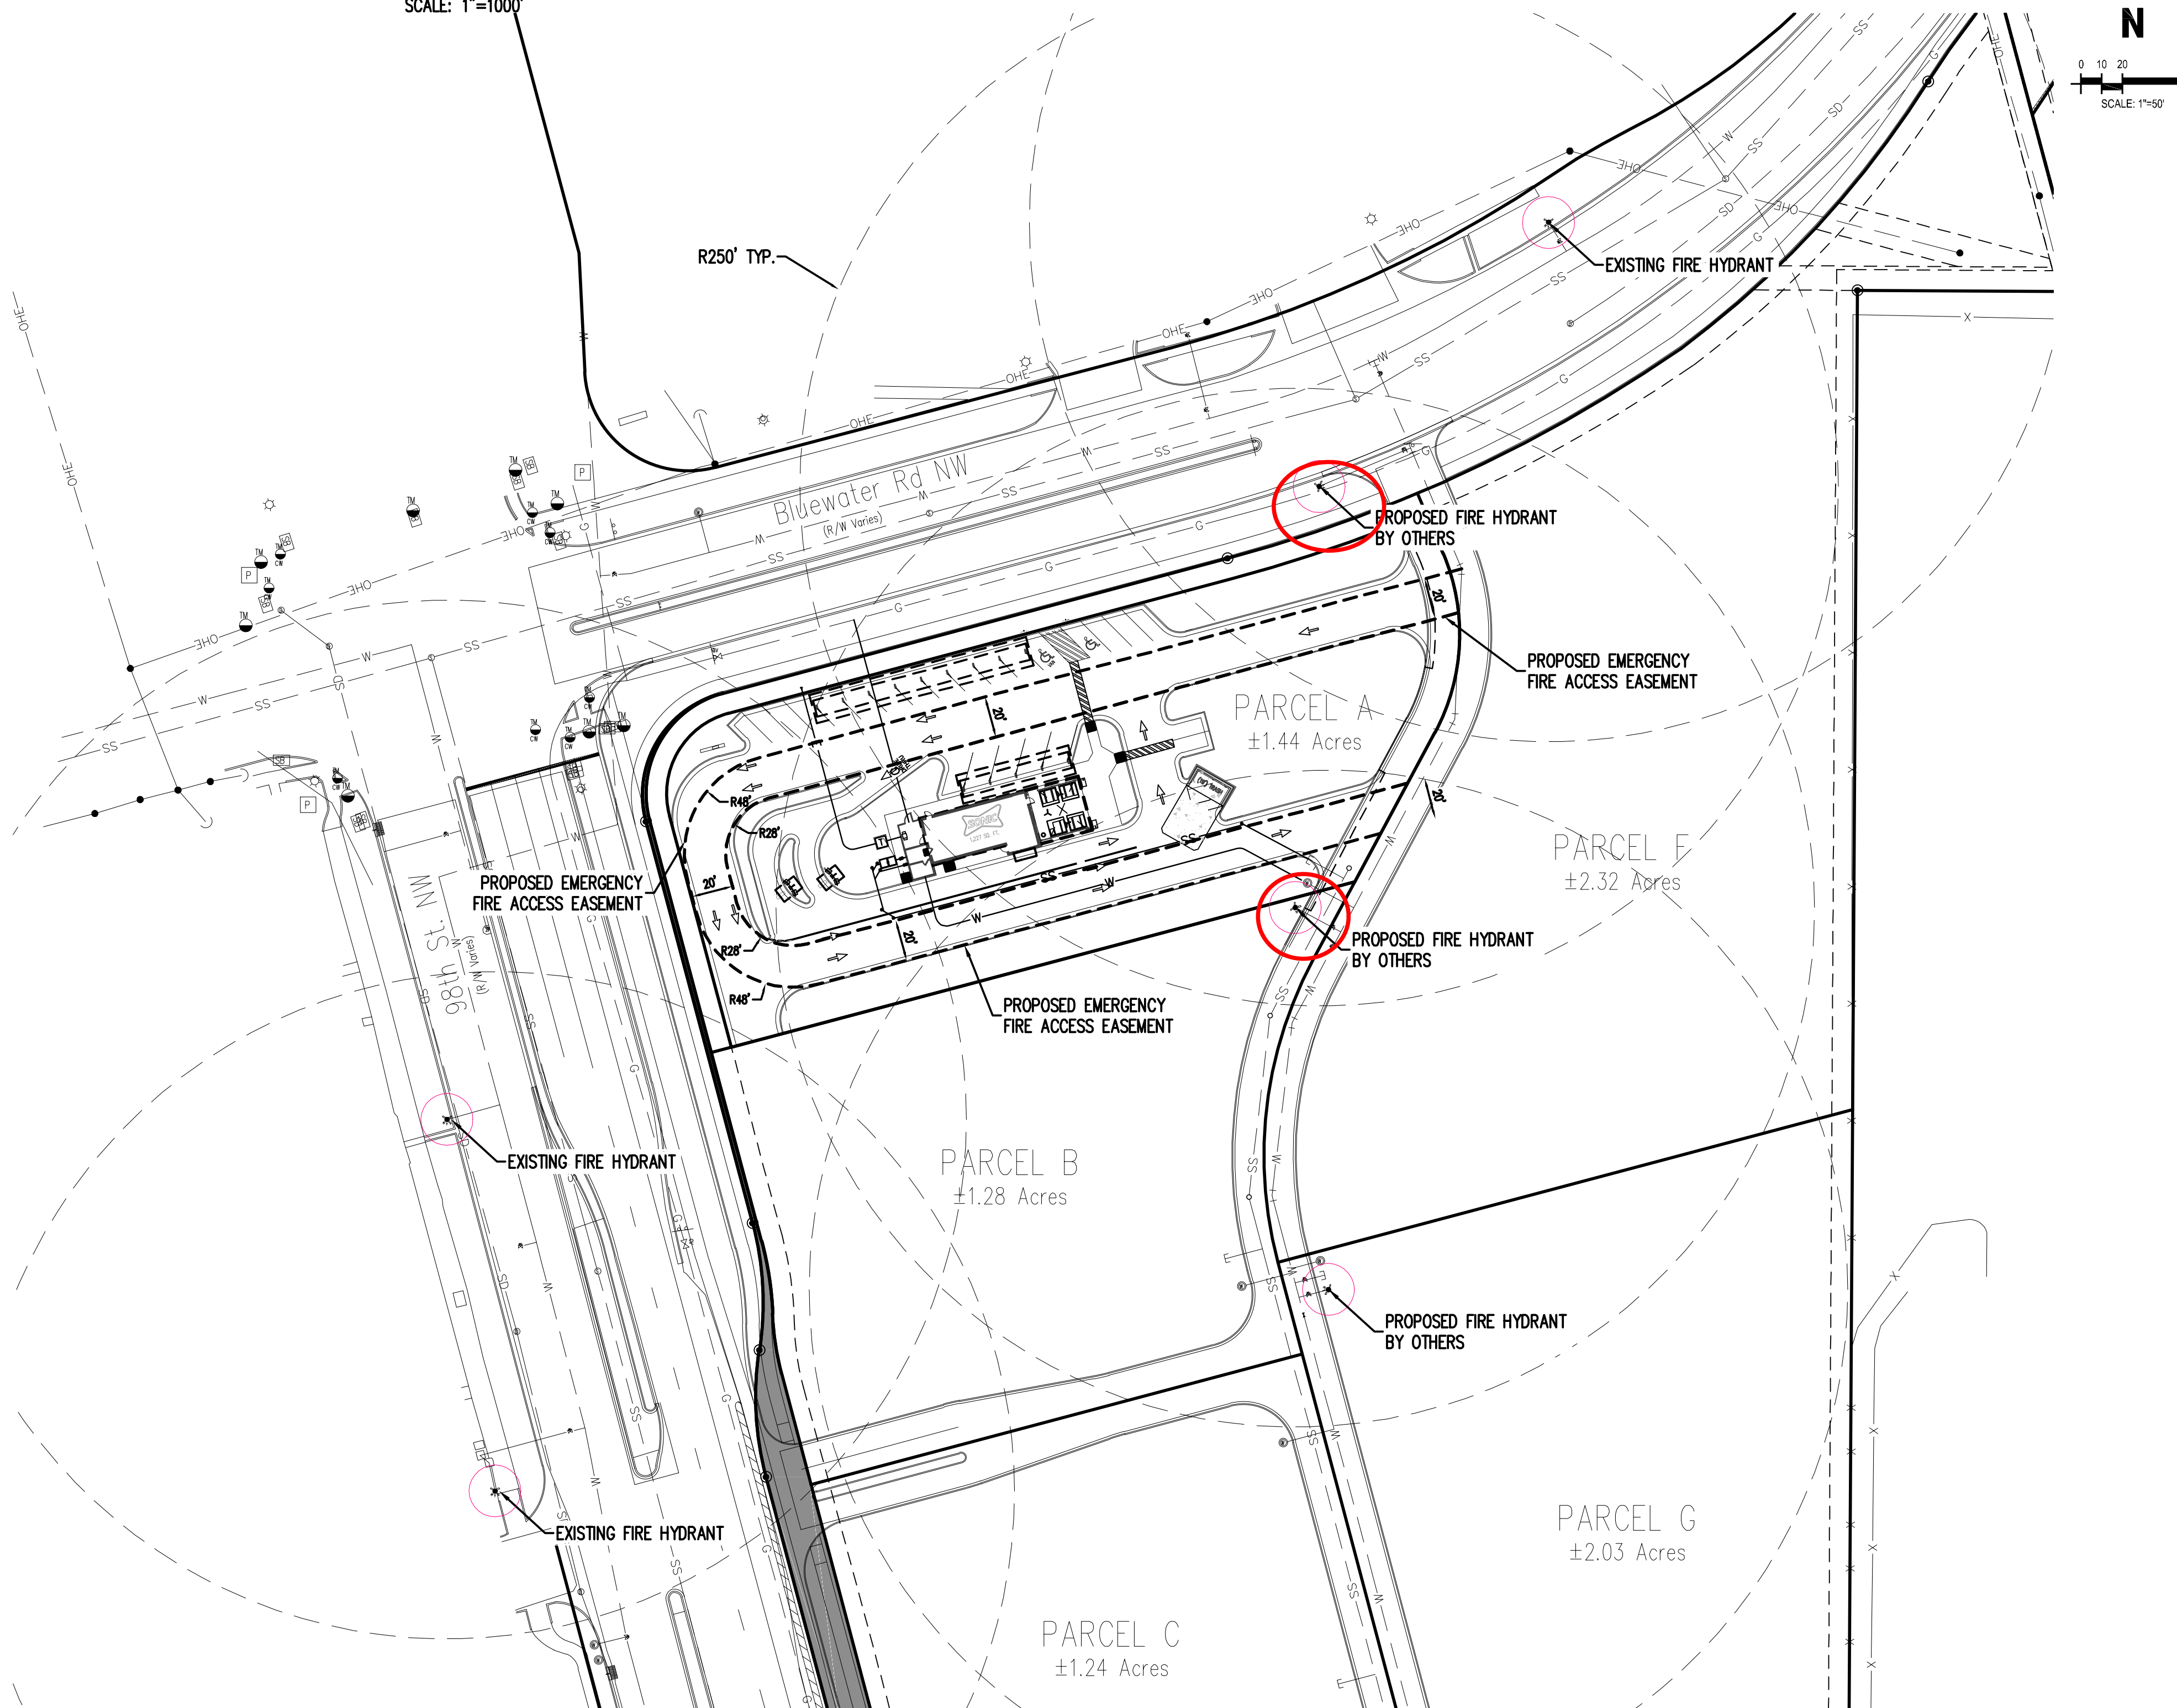 SCALE: 1"=1000'
N
0 10 20
SCALE: 1"=50'
R250' TYP.
EXISTING FIRE HYDRANT
Bluewater Rd NW
(R/W Varies)
PROPOSED FIRE HYDRANT
BY OTHERS
20'
PROPOSED EMERGENCY
FIRE ACCESS EASEMENT
PARCEL A
±1.44 Acres
20'
20'
R48'
R28'
SONIC
PARCEL F
±2.32 Acres
PROPOSED EMERGENCY
FIRE ACCESS EASEMENT
20'
98th St. NW
(R/W Varies)
R28'
20'
R48'
PROPOSED FIRE HYDRANT
BY OTHERS
PROPOSED EMERGENCY
FIRE ACCESS EASEMENT
EXISTING FIRE HYDRANT
PARCEL B
±1.28 Acres
PROPOSED FIRE HYDRANT
BY OTHERS
EXISTING FIRE HYDRANT
PARCEL G
±2.03 Acres
PARCEL C
±1.24 Acres